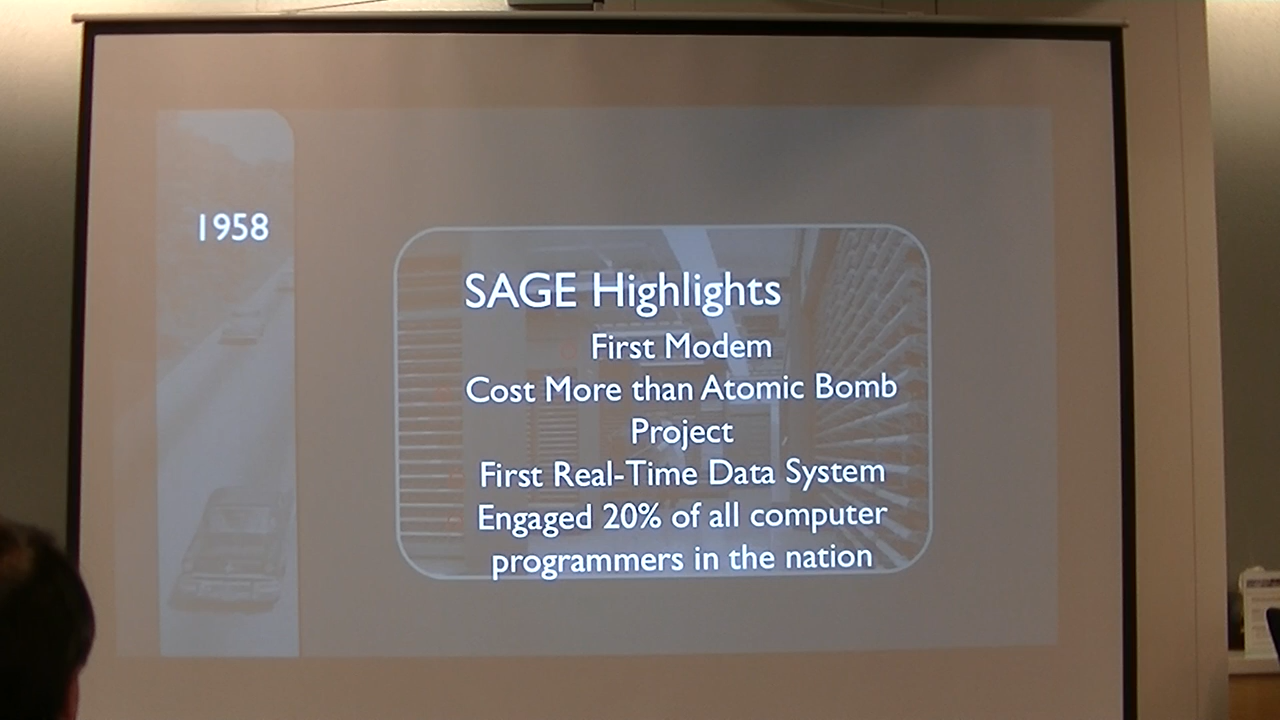 1958
SAGE Highlights
First Modem
Cost More than Atomic Bomb
Project
First Real-Time Data System
Engaged 20% of all computer
programmers in the nation